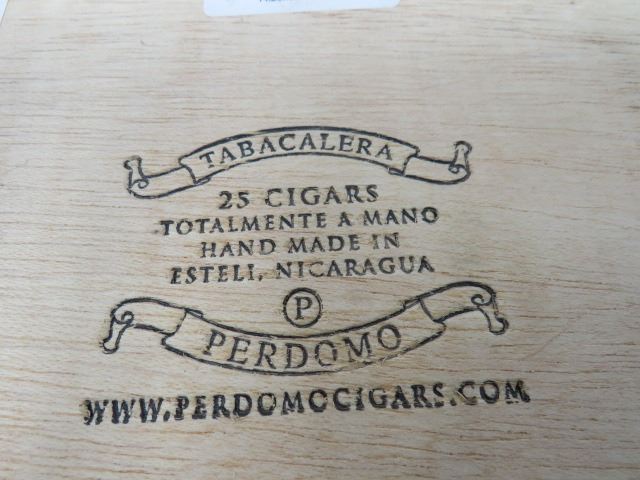 TABACALERA
25 CIGARS
TOTALMENTE A MANO
HAND MADE IN
ESTELI, NICARAGUA
P
PERDOMO
WWW.PERDOMOCIGARS.COM